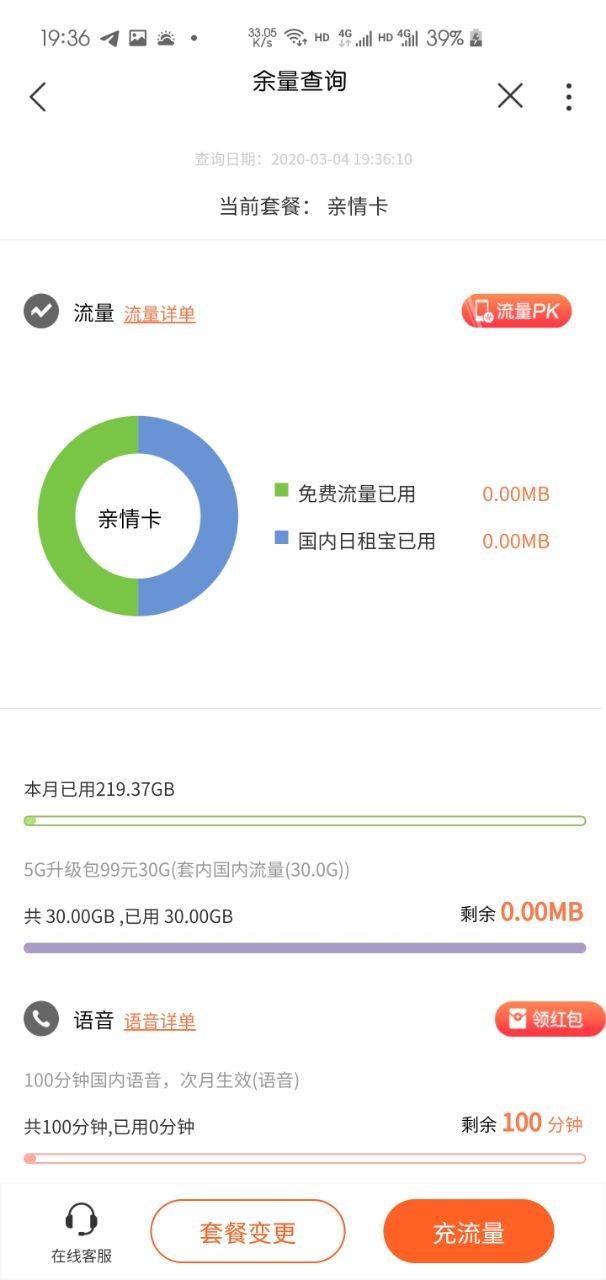 19:36
33.05 K/s HD 4G HD 4G 39%
余量查询
查询日期：2020-03-04 19:36:10
当前套餐： 亲情卡
流量 流量详单 流量PK
亲情卡
免费流量已用 0.00MB
国内日租宝已用 0.00MB
本月已用219.37GB
5G升级包99元30G(套内国内流量(30.0G))
共 30.00GB ,已用 30.00GB 剩余 0.00MB
语音 语音详单 领红包
100分钟国内语音，次月生效(语音)
共100分钟,已用0分钟 剩余 100 分钟
在线客服 套餐变更 充流量